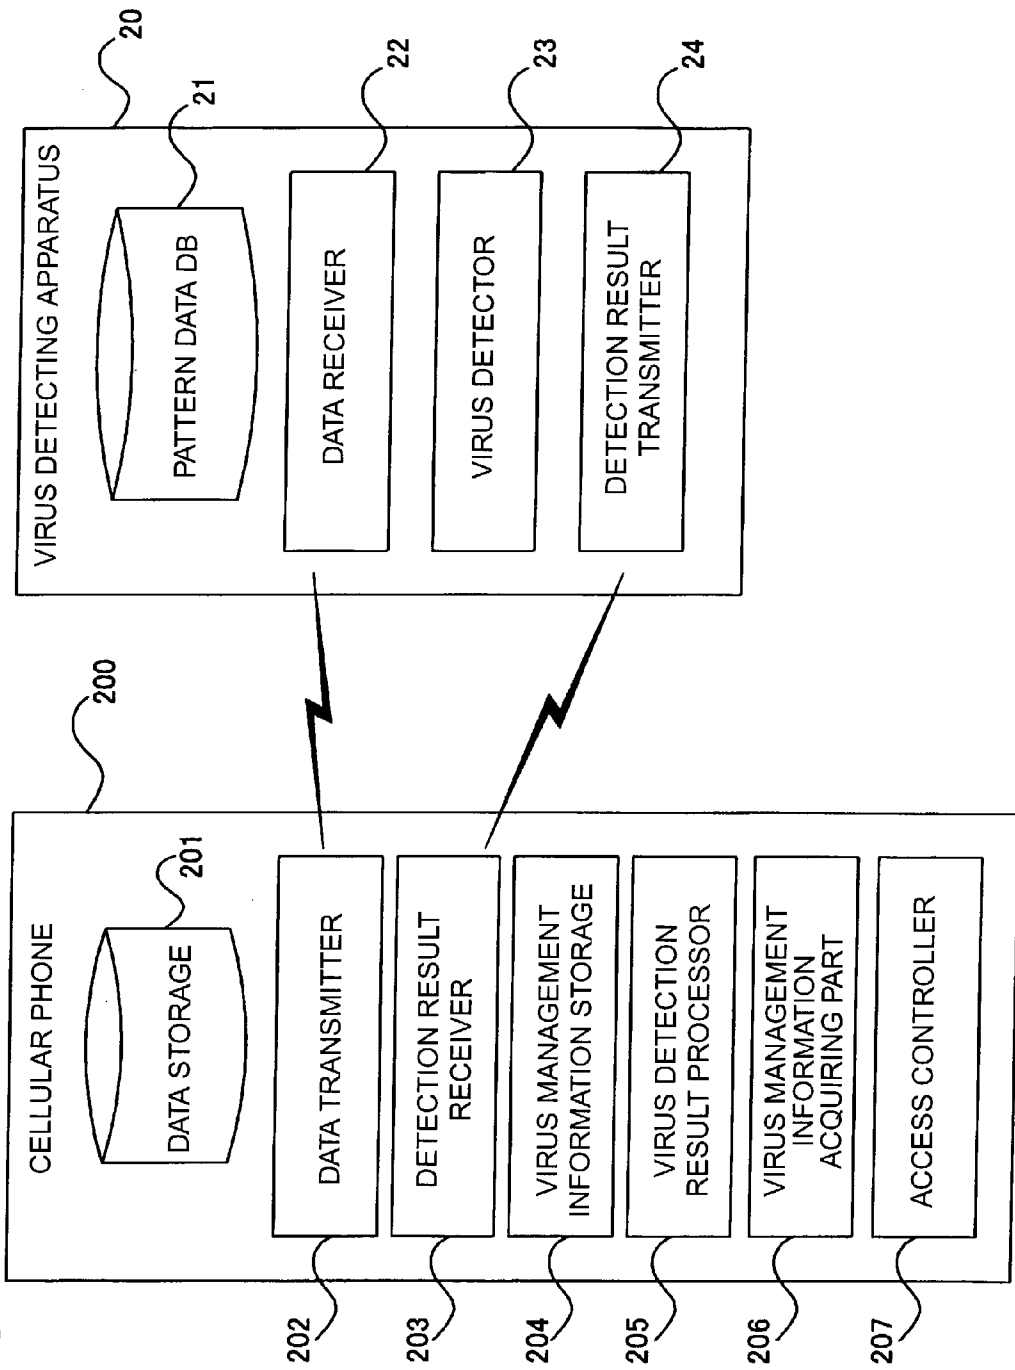 CELLULAR PHONE
200
DATA STORAGE
201
DATA TRANSMITTER
202
DETECTION RESULT
RECEIVER
203
VIRUS MANAGEMENT
INFORMATION STORAGE
204
VIRUS DETECTION
RESULT PROCESSOR
205
VIRUS MANAGEMENT
INFORMATION
ACQUIRING PART
206
ACCESS CONTROLLER
207
VIRUS DETECTING APPARATUS
20
PATTERN DATA DB
21
DATA RECEIVER
22
VIRUS DETECTOR
23
DETECTION RESULT
TRANSMITTER
24